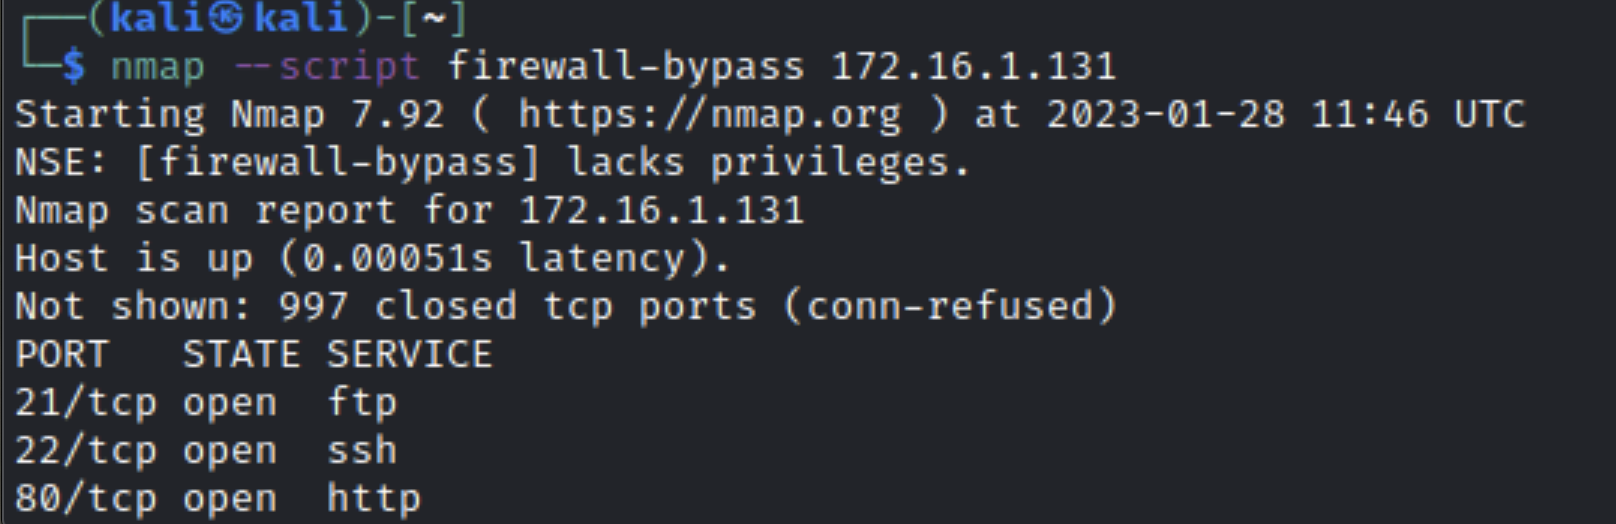 ┌──(kali㉿kali)-[~]
└─$ nmap --script firewall-bypass 172.16.1.131
Starting Nmap 7.92 ( https://nmap.org ) at 2023-01-28 11:46 UTC
NSE: [firewall-bypass] lacks privileges.
Nmap scan report for 172.16.1.131
Host is up (0.00051s latency).
Not shown: 997 closed tcp ports (conn-refused)
PORT   STATE SERVICE
21/tcp open  ftp
22/tcp open  ssh
80/tcp open  http